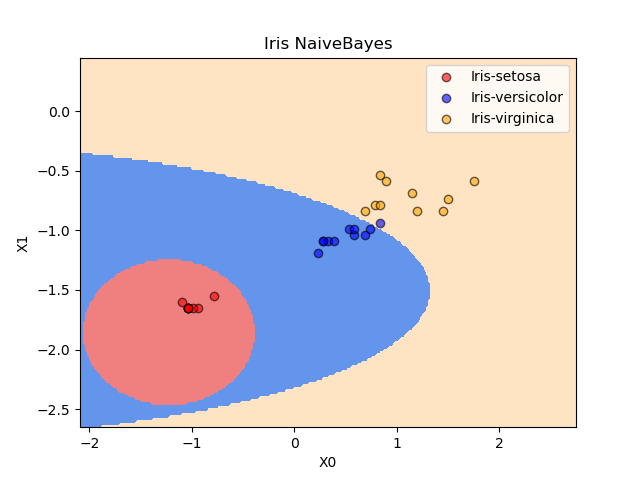 Iris NaiveBayes
Iris-setosa
Iris-versicolor
Iris-virginica
0.0
−0.5
−1.0
−1.5
−2.0
−2.5
X1
−2
−1
0
1
2
X0